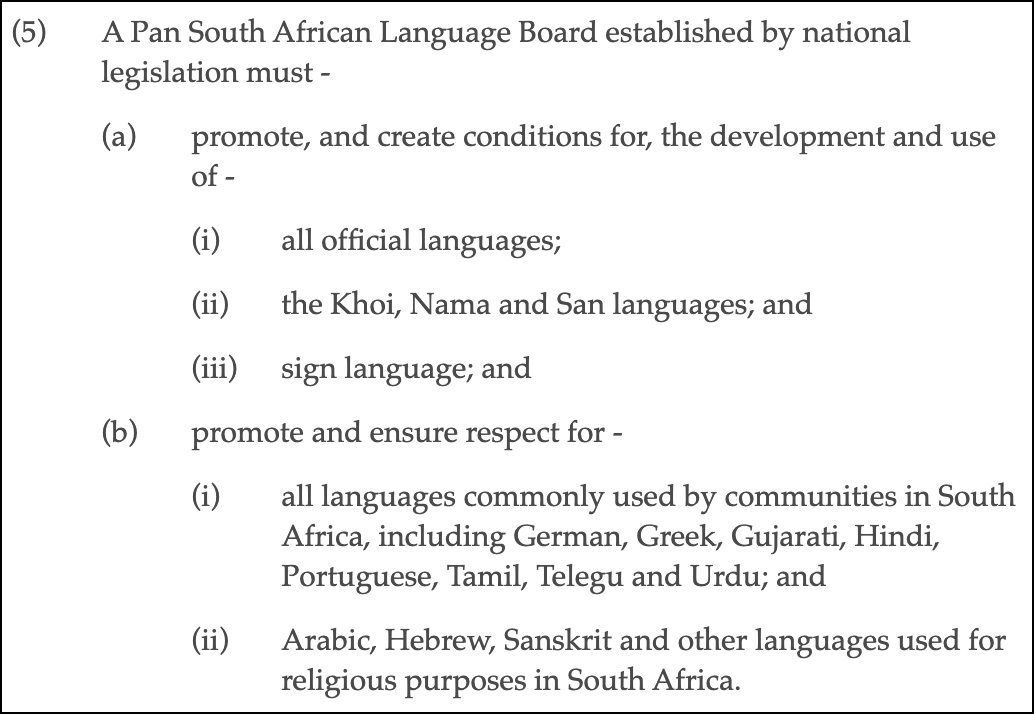 (5) A Pan South African Language Board established by national
legislation must -
(a) promote, and create conditions for, the development and use
of -
(i) all official languages;
(ii) the Khoi, Nama and San languages; and
(iii) sign language; and
(b) promote and ensure respect for -
(i) all languages commonly used by communities in South
Africa, including German, Greek, Gujarati, Hindi,
Portuguese, Tamil, Telegu and Urdu; and
(ii) Arabic, Hebrew, Sanskrit and other languages used for
religious purposes in South Africa.